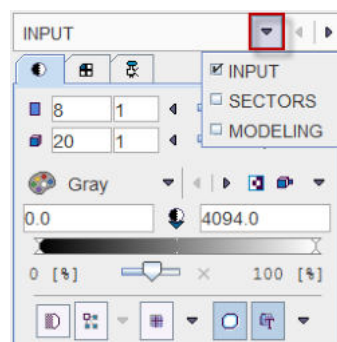 INPUT
INPUT
SECTORS
MODELING
8 1
20 1
Gray
0.0 4094.0
0 [%] 100 [%]